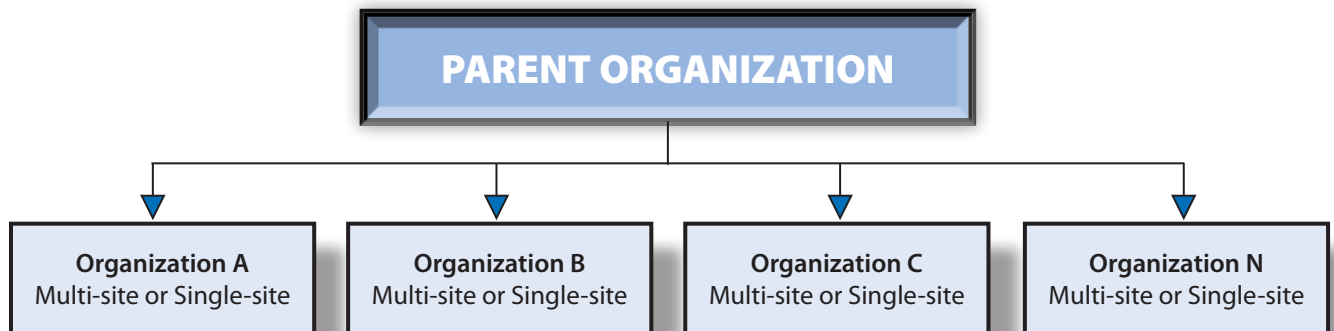 PARENT ORGANIZATION
Organization A
Multi-site or Single-site
Organization B
Multi-site or Single-site
Organization C
Multi-site or Single-site
Organization N
Multi-site or Single-site